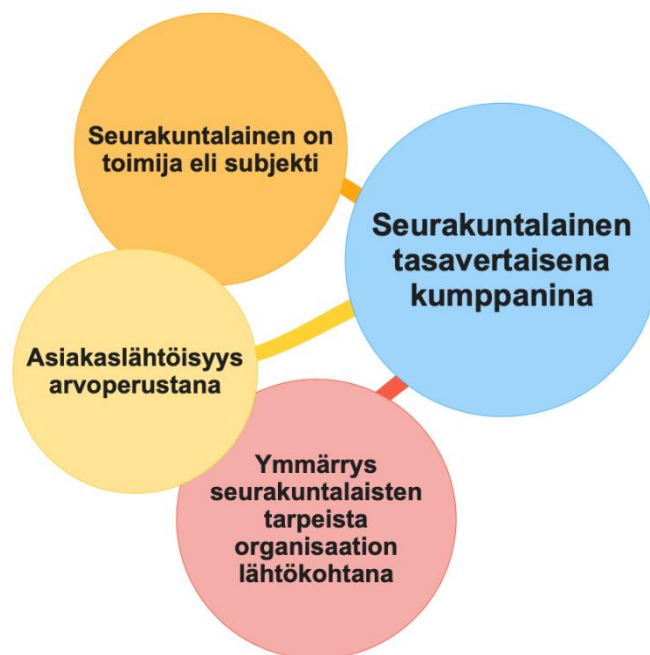 Seurakuntalainen on
toimija eli subjekti
Seurakuntalainen
tasavertaisena
kumppanina
Asiakaslähtöisyys
arvoperustana
Ymmärrys
seurakuntalaisten
tarpeista
organisaation
lähtökohtana